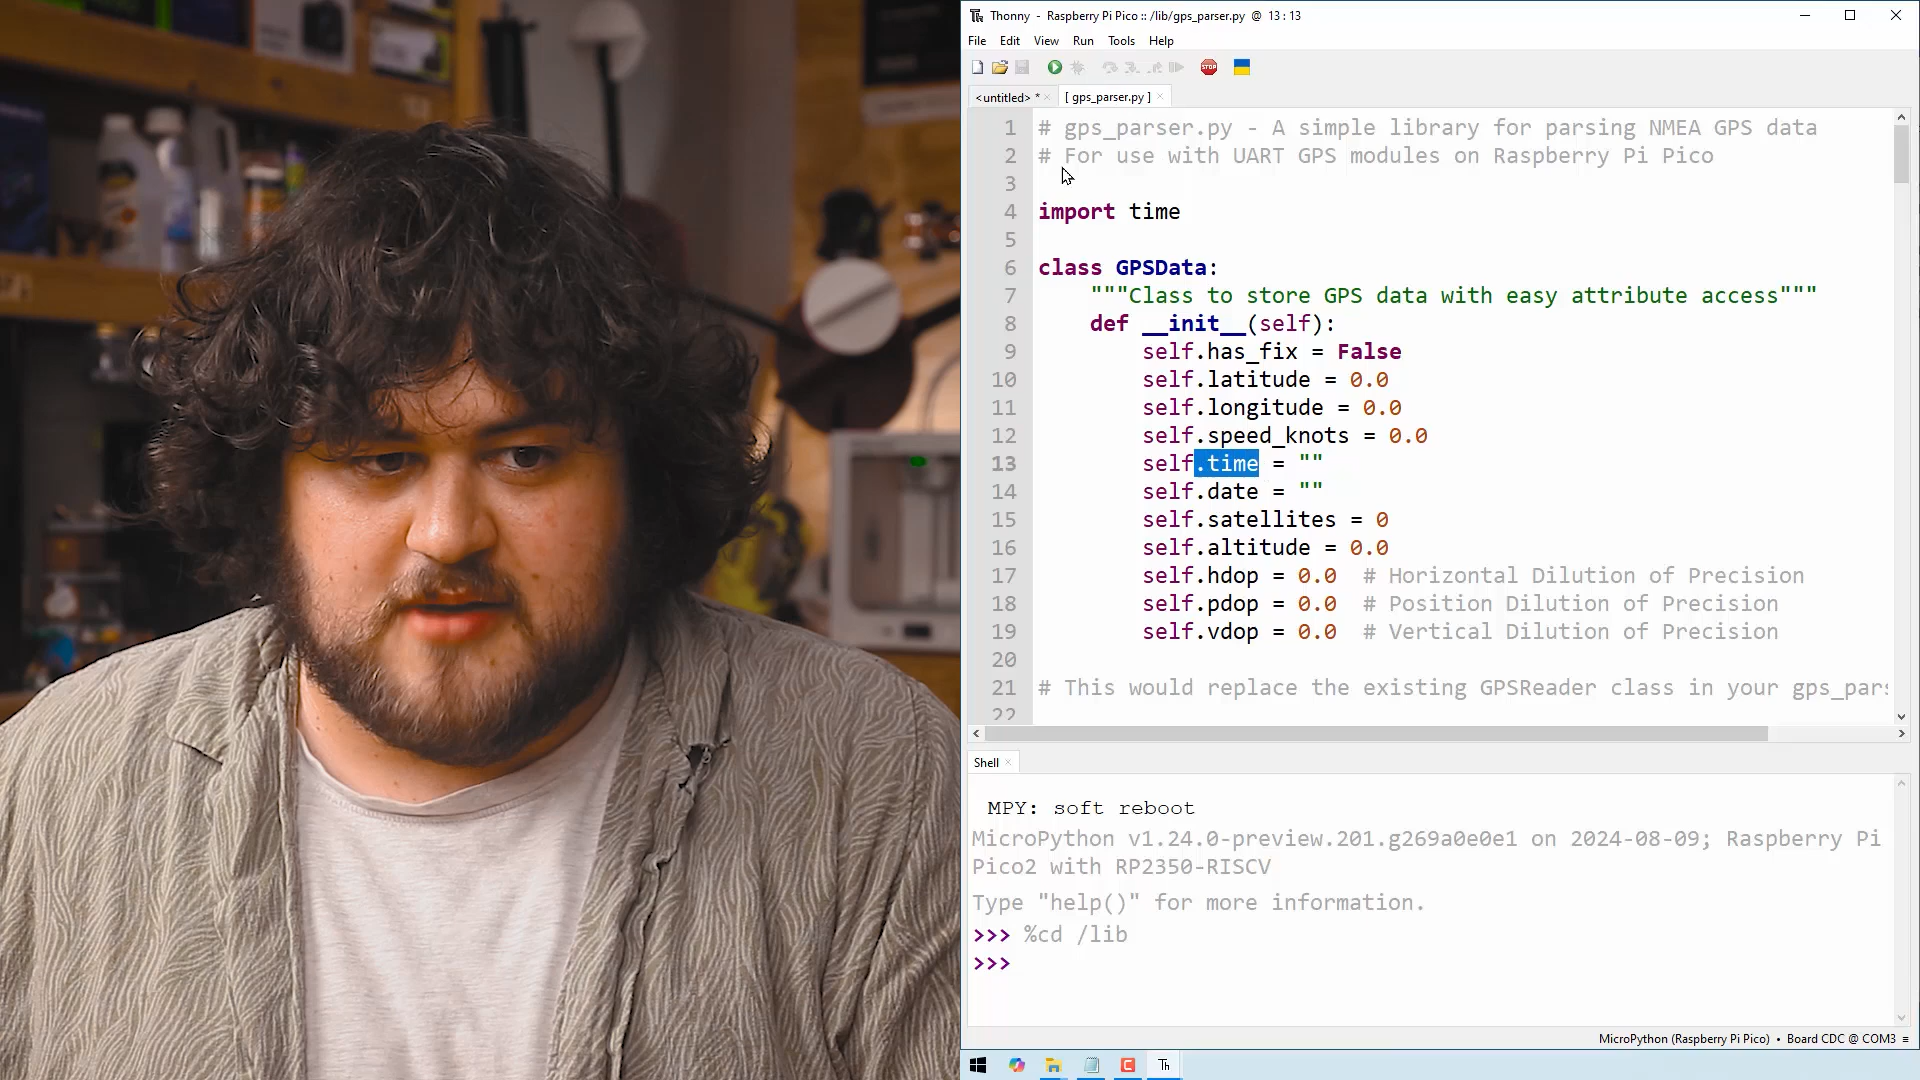 Thonny - Raspberry Pi Pico :: /lib/gps_parser.py @ 13 : 13
File Edit View Run Tools Help
STOP
<untitled> *
[ gps_parser.py ]
1 # gps_parser.py - A simple library for parsing NMEA GPS data
2 # For use with UART GPS modules on Raspberry Pi Pico
3
4 import time
5
6 class GPSData:
7 """Class to store GPS data with easy attribute access"""
8 def __init__(self):
9 self.has_fix = False
10 self.latitude = 0.0
11 self.longitude = 0.0
12 self.speed_knots = 0.0
13 self.time = ""
14 self.date = ""
15 self.satellites = 0
16 self.altitude = 0.0
17 self.hdop = 0.0 # Horizontal Dilution of Precision
18 self.pdop = 0.0 # Position Dilution of Precision
19 self.vdop = 0.0 # Vertical Dilution of Precision
20
21 # This would replace the existing GPSReader class in your gps_pars
22
Shell
MPY: soft reboot
MicroPython v1.24.0-preview.201.g269a0e0e1 on 2024-08-09; Raspberry Pi
Pico2 with RP2350-RISCV
Type "help()" for more information.
>>> %cd /lib
>>>
MicroPython (Raspberry Pi Pico) • Board CDC @ COM3 ≡